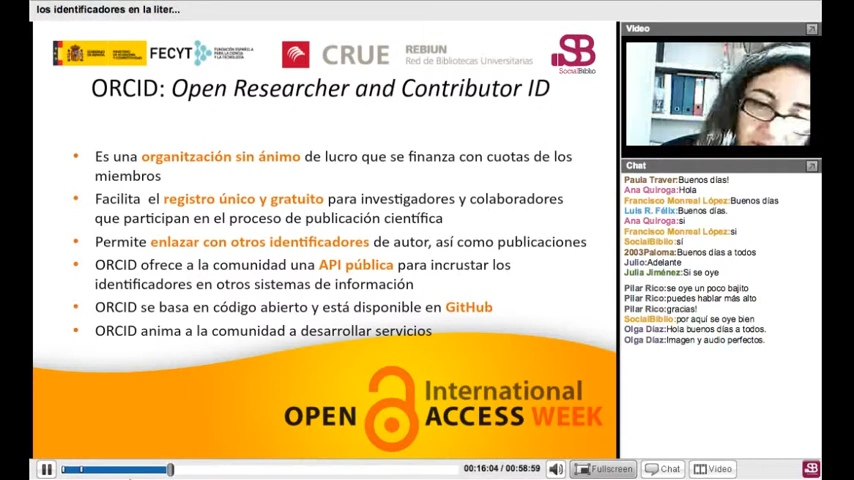 los identificadores en la liter...
FECYT
CRUE
REBIUN
Red de Bibliotecas Universitarias
SB
SocialBiblio
ORCID: Open Researcher and Contributor ID
• Es una organitzación sin ánimo de lucro que se finanza con cuotas de los
miembros
• Facilita el registro único y gratuito para investigadores y colaboradores
que participan en el proceso de publicación científica
• Permite enlazar con otros identificadores de autor, así como publicaciones
• ORCID ofrece a la comunidad una API pública para incrustar los
identificadores en otros sistemas de información
• ORCID se basa en código abierto y está disponible en GitHub
• ORCID anima a la comunidad a desarrollar servicios
International
OPEN ACCESS WEEK
Video
Chat
Paula Traver:Buenos días!
Ana Quiroga:Hola
Francisco Monreal López:Buenos días
Luis R. Félix:Buenos días.
Ana Quiroga:si
Francisco Monreal López:si
SocialBiblio:sí
2003Paloma:Buenos días a todos
Julio:Adelante
Julia Jiménez:Si se oye
Pilar Rico:se oye un poco bajito
Pilar Rico:puedes hablar más alto
Pilar Rico:gracias!
SocialBiblio:por aquí se oye bien
Olga Díaz:Hola buenos días a todos.
Olga Díaz:Imagen y audio perfectos.
00:16:04 / 00:58:59
Fullscreen
Chat
Video
SB